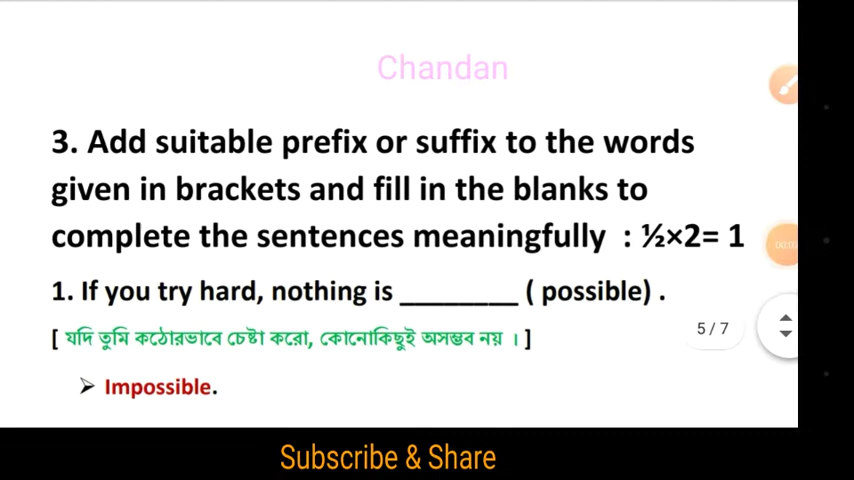 Chandan
3. Add suitable prefix or suffix to the words
given in brackets and fill in the blanks to
complete the sentences meaningfully : ½×2= 1
1. If you try hard, nothing is ________ ( possible) .
[ যদি তুমি কঠোরভাবে চেষ্টা করো, কোনোকিছুই অসম্ভব নয় । ]
5 / 7
➢ Impossible.
Subscribe & Share